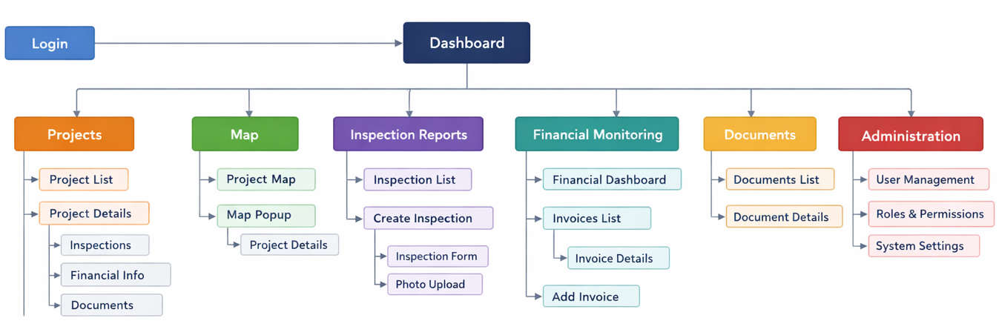 Login
Dashboard
Projects
Map
Inspection Reports
Financial Monitoring
Documents
Administration
Project List
Project Details
Inspections
Financial Info
Documents
Project Map
Map Popup
Project Details
Inspection List
Create Inspection
Inspection Form
Photo Upload
Financial Dashboard
Invoices List
Invoice Details
Add Invoice
Documents List
Document Details
User Management
Roles & Permissions
System Settings